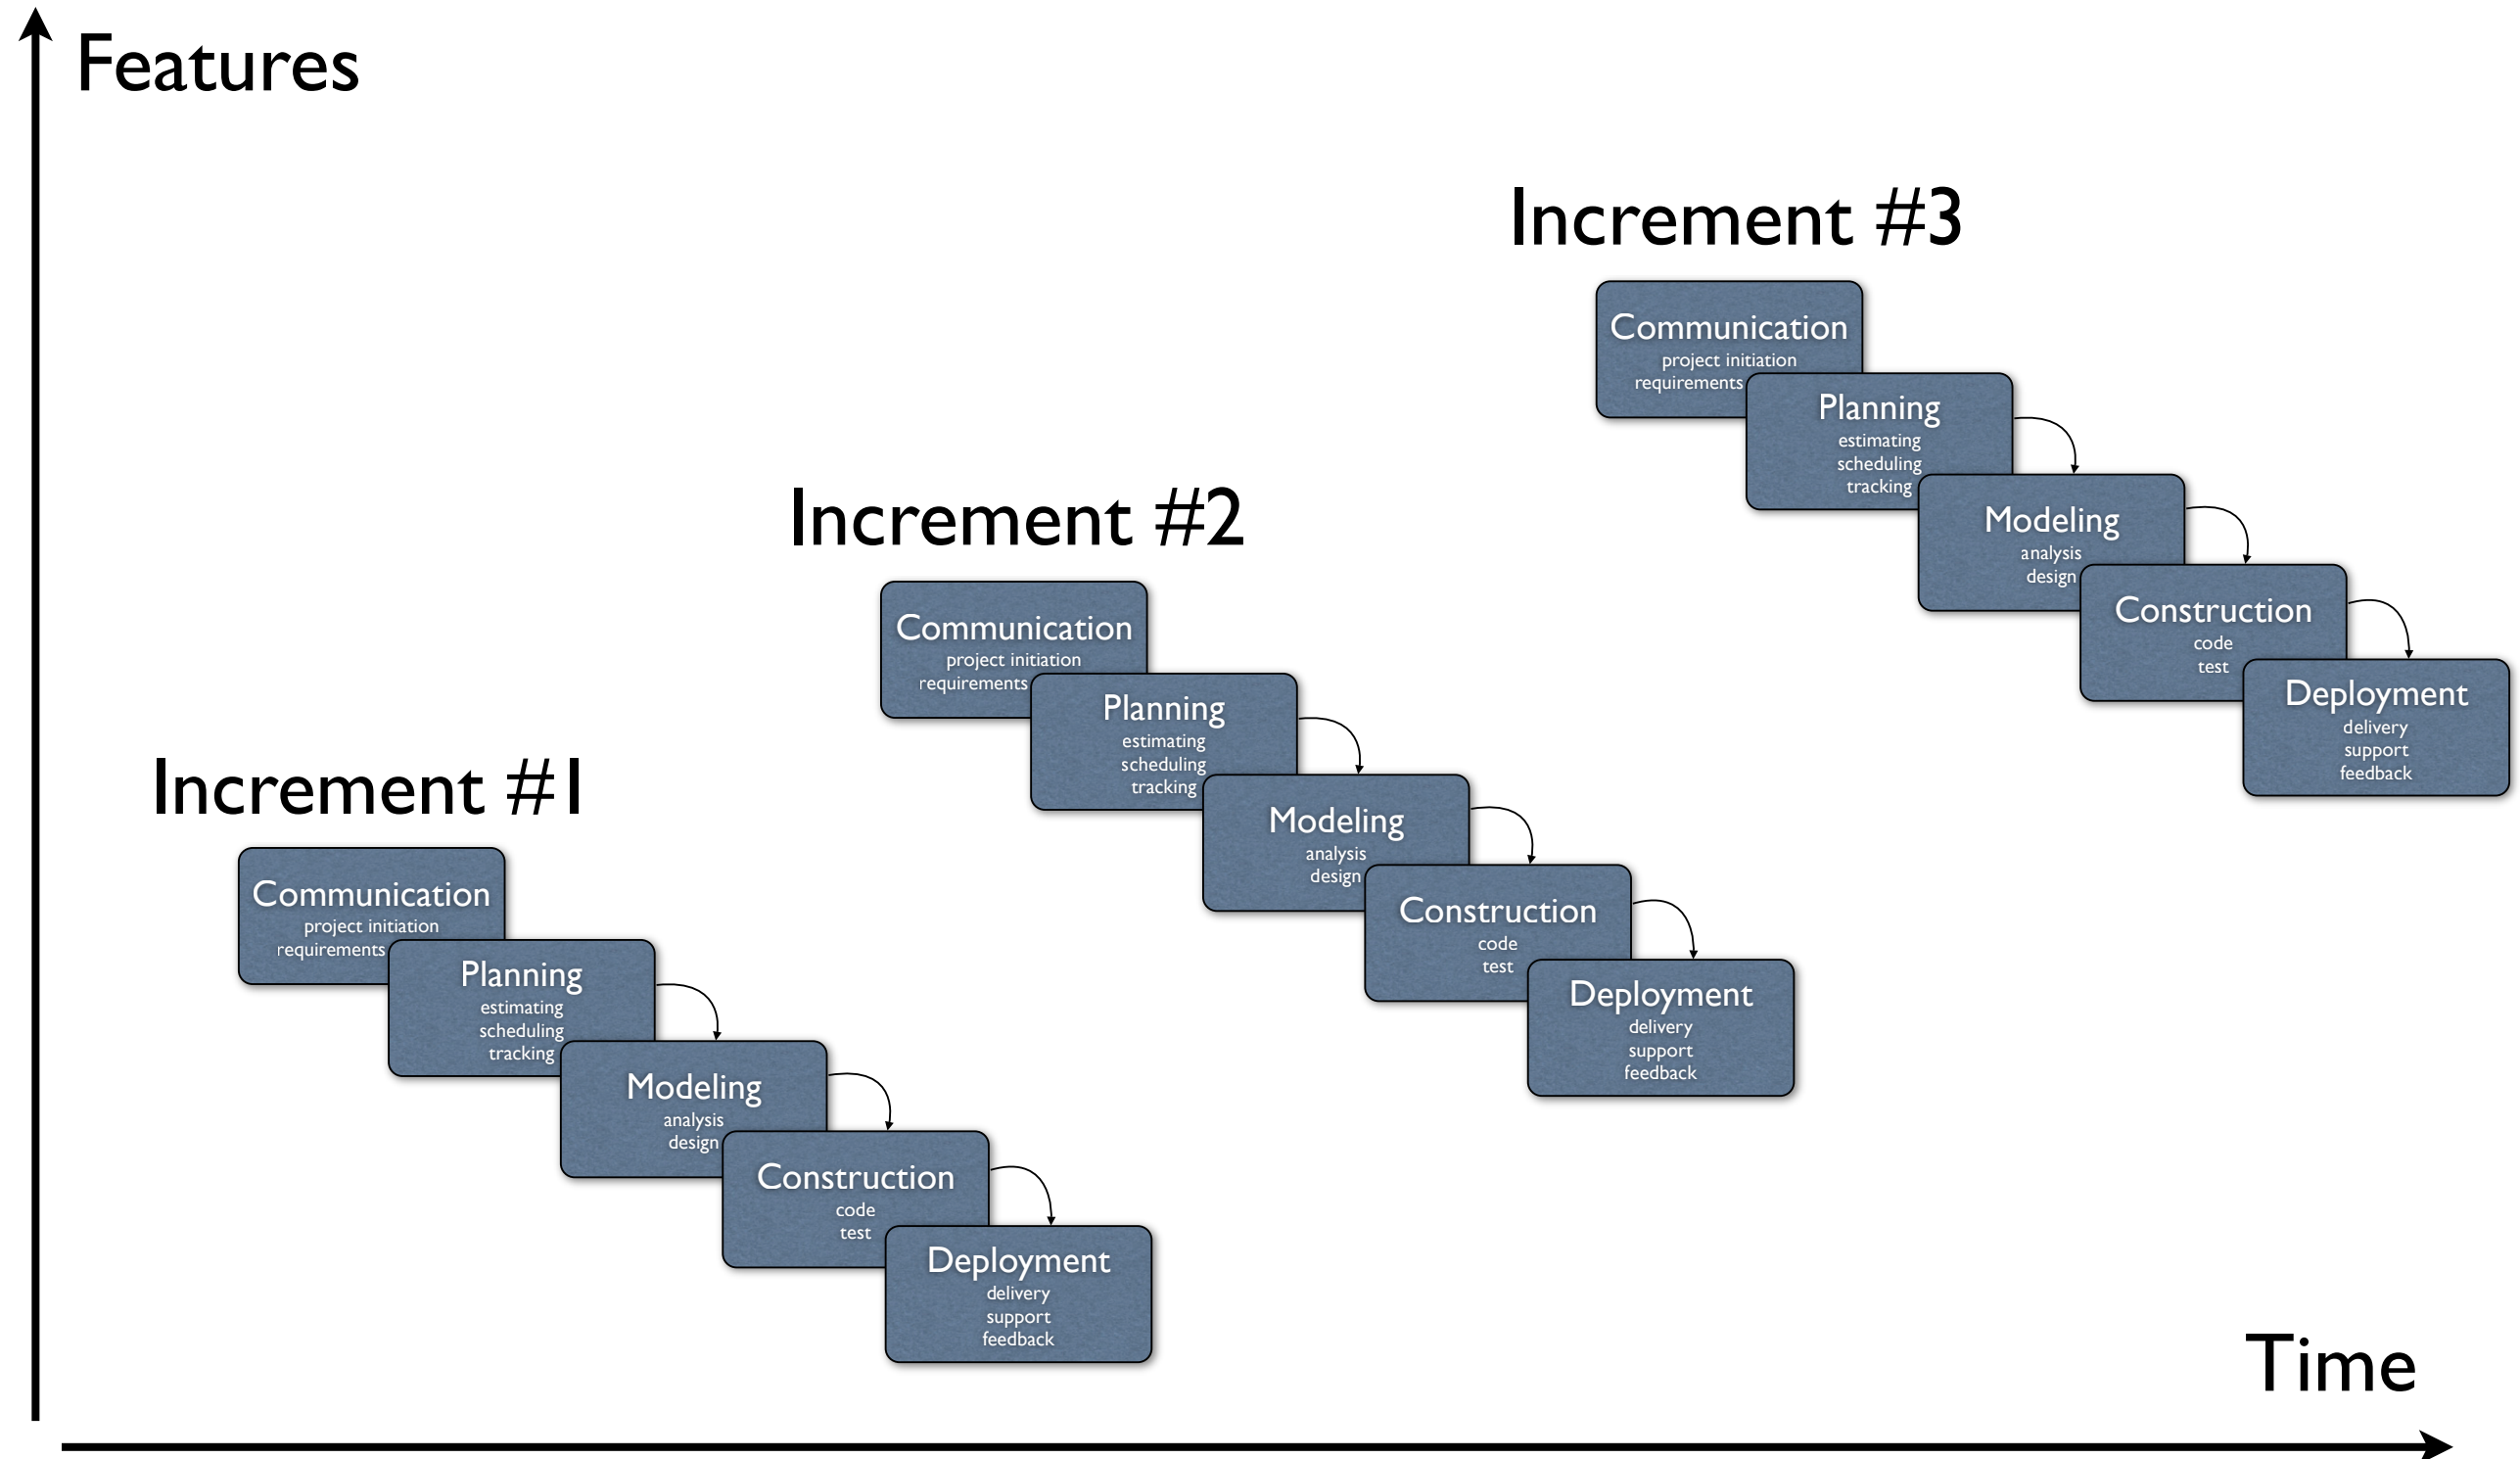 Features
Increment #3
Communication
project initiation
requirements
Planning
estimating
scheduling
tracking
Modeling
analysis
design
Construction
code
test
Deployment
delivery
support
feedback
Increment #2
Communication
project initiation
requirements
Planning
estimating
scheduling
tracking
Modeling
analysis
design
Construction
code
test
Deployment
delivery
support
feedback
Increment #1
Communication
project initiation
requirements
Planning
estimating
scheduling
tracking
Modeling
analysis
design
Construction
code
test
Deployment
delivery
support
feedback
Time